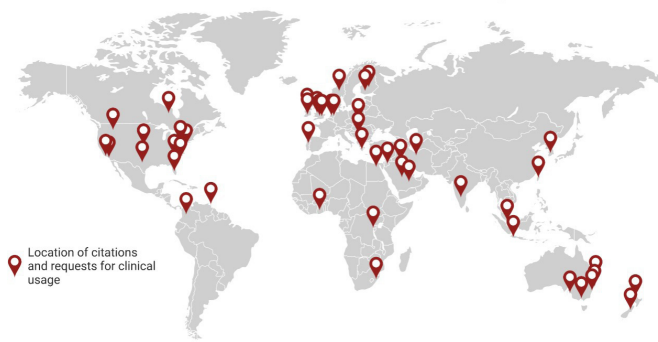 Location of citations
and requests for clinical
usage